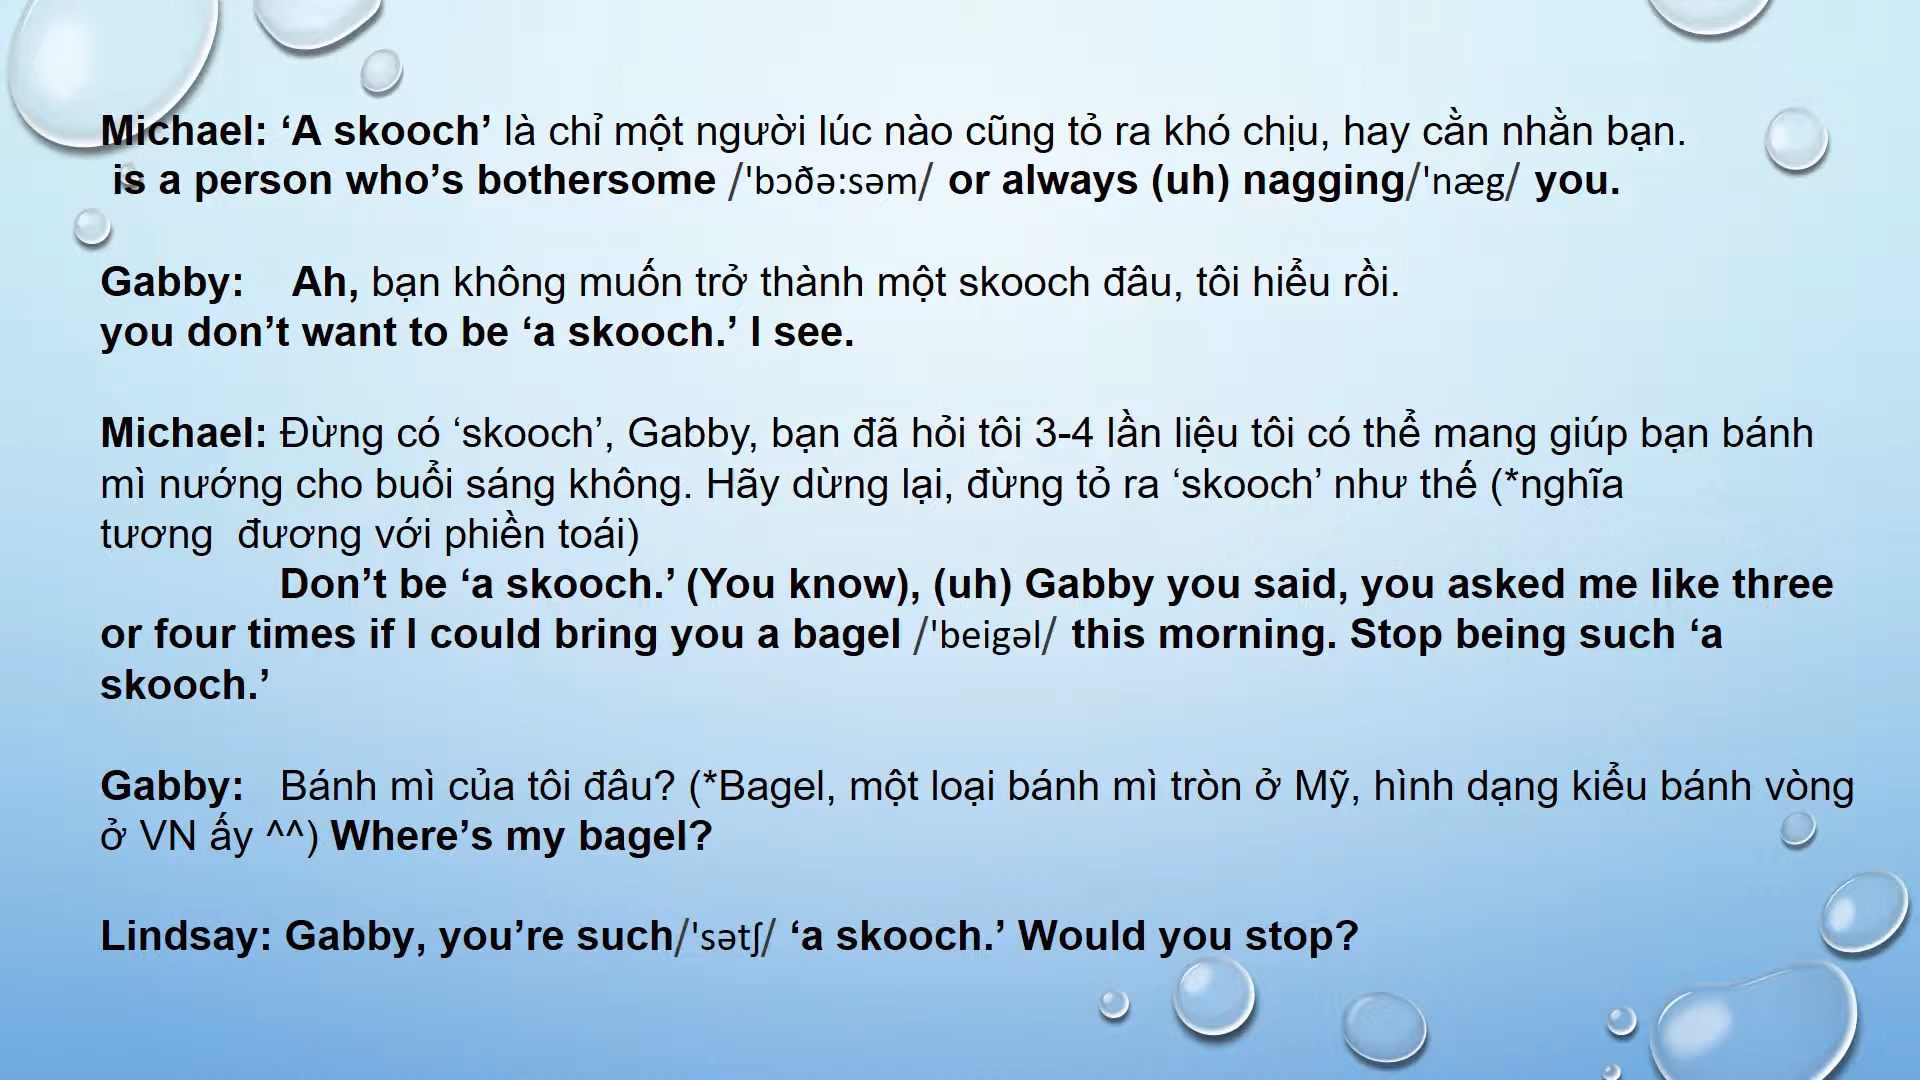 Michael: ‘A skooch’ là chỉ một người lúc nào cũng tỏ ra khó chịu, hay cằn nhằn bạn.
is a person who’s bothersome /'bɔðə:səm/ or always (uh) nagging/'næg/ you.
Gabby: Ah, bạn không muốn trở thành một skooch đâu, tôi hiểu rồi.
you don’t want to be ‘a skooch.’ I see.
Michael: Đừng có ‘skooch’, Gabby, bạn đã hỏi tôi 3-4 lần liệu tôi có thể mang giúp bạn bánh
mì nướng cho buổi sáng không. Hãy dừng lại, đừng tỏ ra ‘skooch’ như thế (*nghĩa
tương đương với phiền toái)
Don’t be ‘a skooch.’ (You know), (uh) Gabby you said, you asked me like three
or four times if I could bring you a bagel /'beigəl/ this morning. Stop being such ‘a
skooch.’
Gabby: Bánh mì của tôi đâu? (*Bagel, một loại bánh mì tròn ở Mỹ, hình dạng kiểu bánh vòng
ở VN ấy ^^) Where’s my bagel?
Lindsay: Gabby, you’re such/'sətʃ/ ‘a skooch.’ Would you stop?